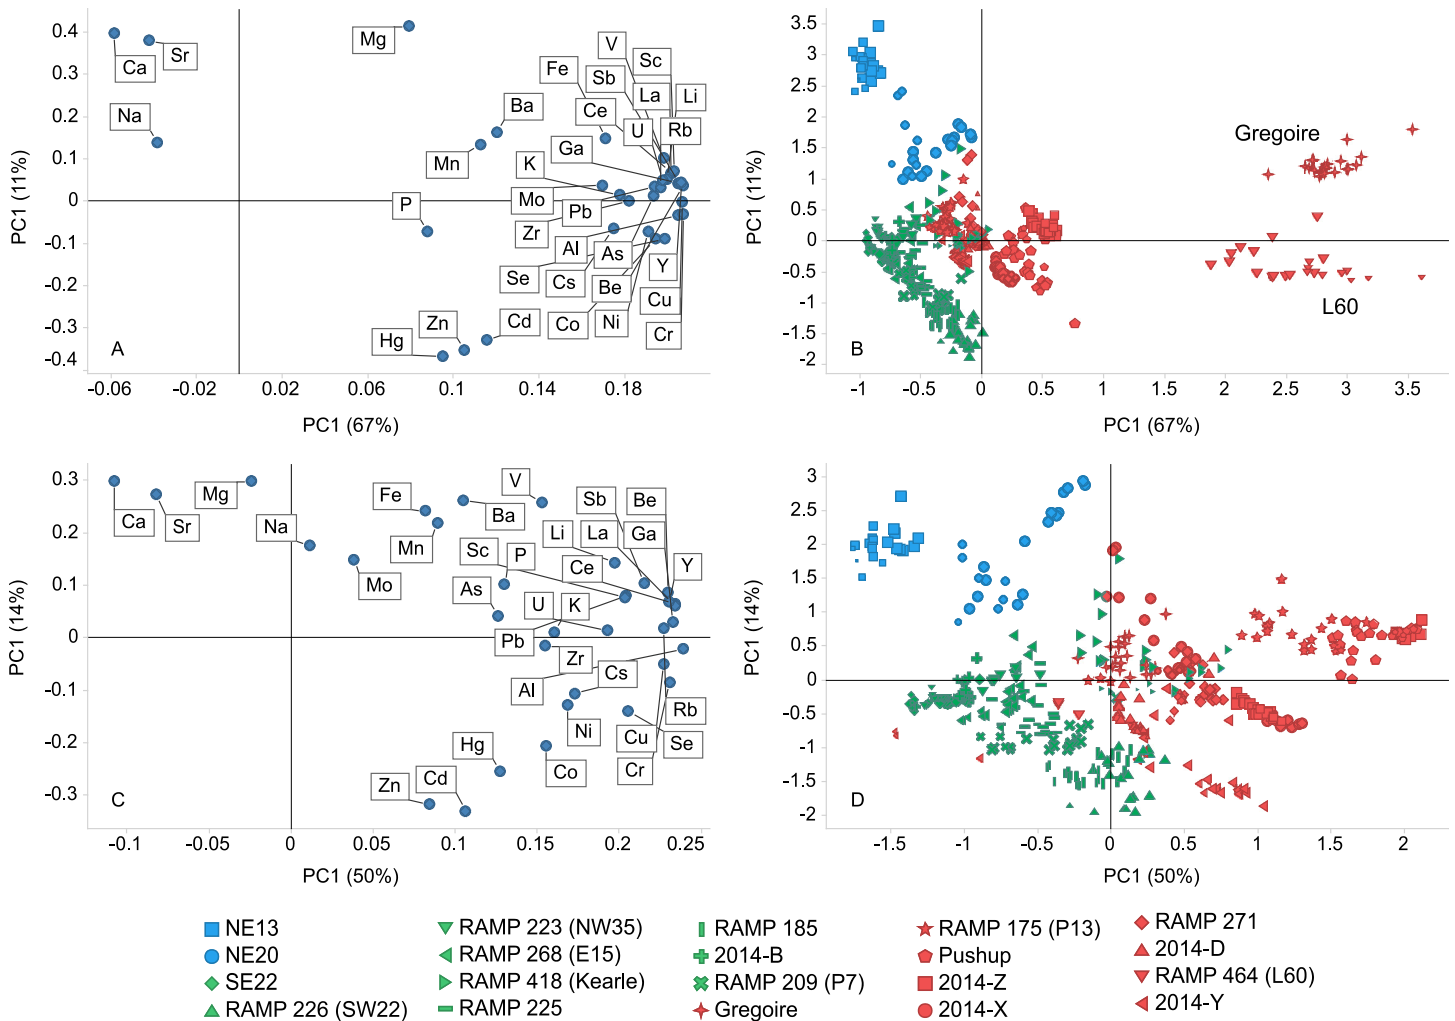 0.4
0.3
0.2
0.1
0
-0.1
-0.2
-0.3
-0.4
PC1 (11%)
Ca
Sr
Na
Mg
V
Sc
Fe
Sb
La
Li
Ba
Ce
U
Rb
Mn
Ga
K
P
Mo
Pb
Zr
Al
As
Y
Se
Cs
Be
Cu
Zn
Cd
Co
Ni
Cr
Hg
A
-0.06
-0.02
0.02
0.06
0.1
0.14
0.18
PC1 (67%)
3.5
3
2.5
2
1.5
1
0.5
0
-0.5
-1
-1.5
-2
PC1 (11%)
Gregoire
L60
B
-1
-0.5
0
0.5
1
1.5
2
2.5
3
3.5
PC1 (67%)
0.3
0.2
0.1
0
-0.1
-0.2
-0.3
PC1 (14%)
Ca
Sr
Mg
Na
Fe
V
Ba
Sb
Be
Mn
Li
La
Ga
Sc
P
Ce
Y
Mo
As
U
K
Pb
Zr
Cs
Al
Rb
Ni
Cu
Se
Hg
Co
Cr
Zn
Cd
C
-0.1
-0.05
0
0.05
0.1
0.15
0.2
0.25
PC1 (50%)
3
2.5
2
1.5
1
0.5
0
-0.5
-1
-1.5
-2
PC1 (14%)
D
-1.5
-1
-0.5
0
0.5
1
1.5
2
PC1 (50%)
NE13
NE20
SE22
RAMP 226 (SW22)
RAMP 223 (NW35)
RAMP 268 (E15)
RAMP 418 (Kearle)
RAMP 225
RAMP 185
2014-B
RAMP 209 (P7)
Gregoire
RAMP 175 (P13)
Pushup
2014-Z
2014-X
RAMP 271
2014-D
RAMP 464 (L60)
2014-Y